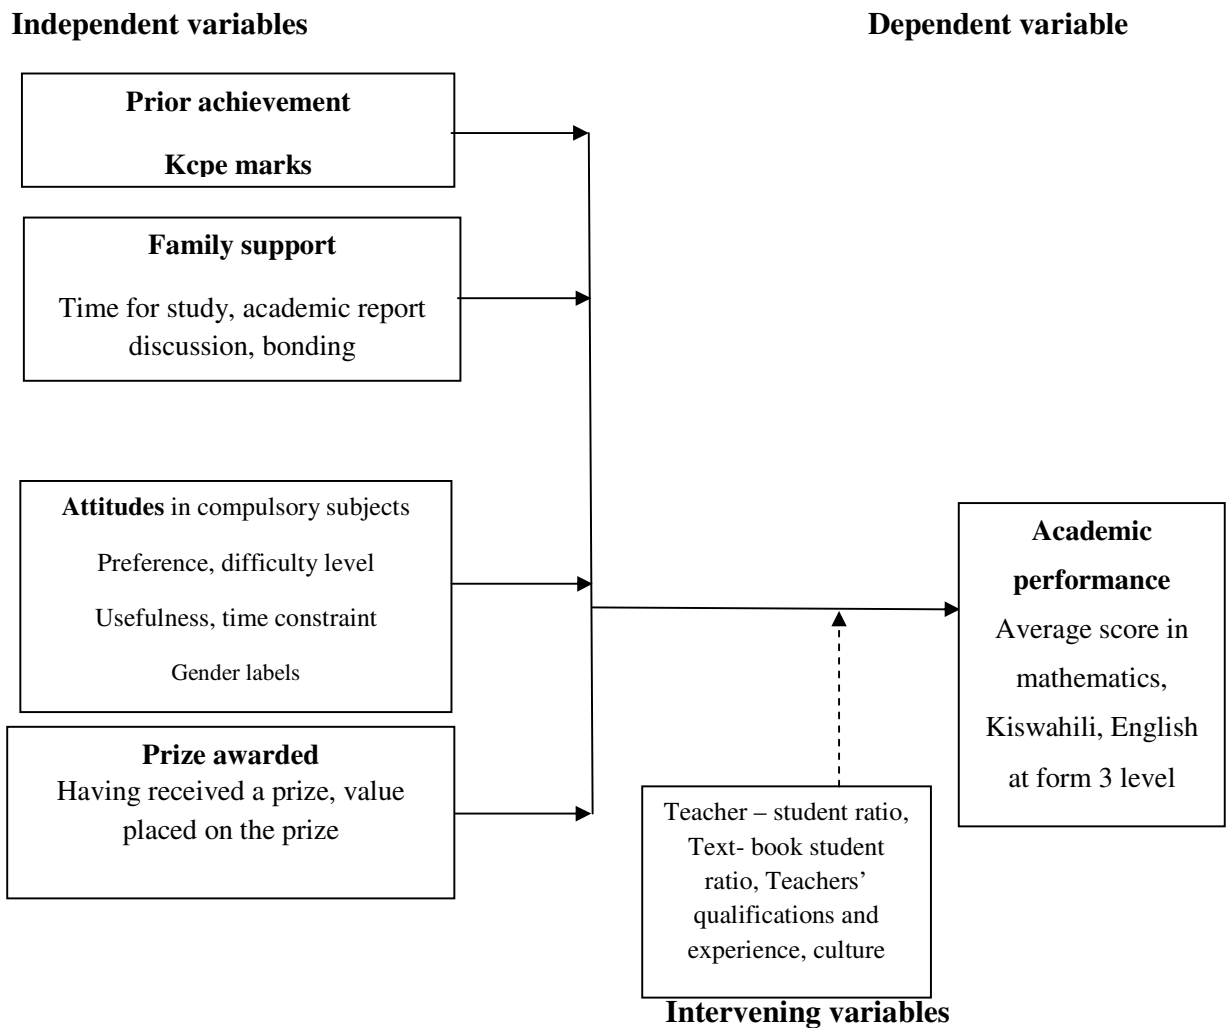 Independent variables
Dependent variable
Prior achievement
Kcpe marks
Family support
Time for study, academic report
discussion, bonding
Attitudes in compulsory subjects
Preference, difficulty level
Usefulness, time constraint
Gender labels
Prize awarded
Having received a prize, value
placed on the prize
Academic
performance
Average score in
mathematics,
Kiswahili, English
at form 3 level
Teacher – student ratio,
Text- book student
ratio, Teachers’
qualifications and
experience, culture
Intervening variables